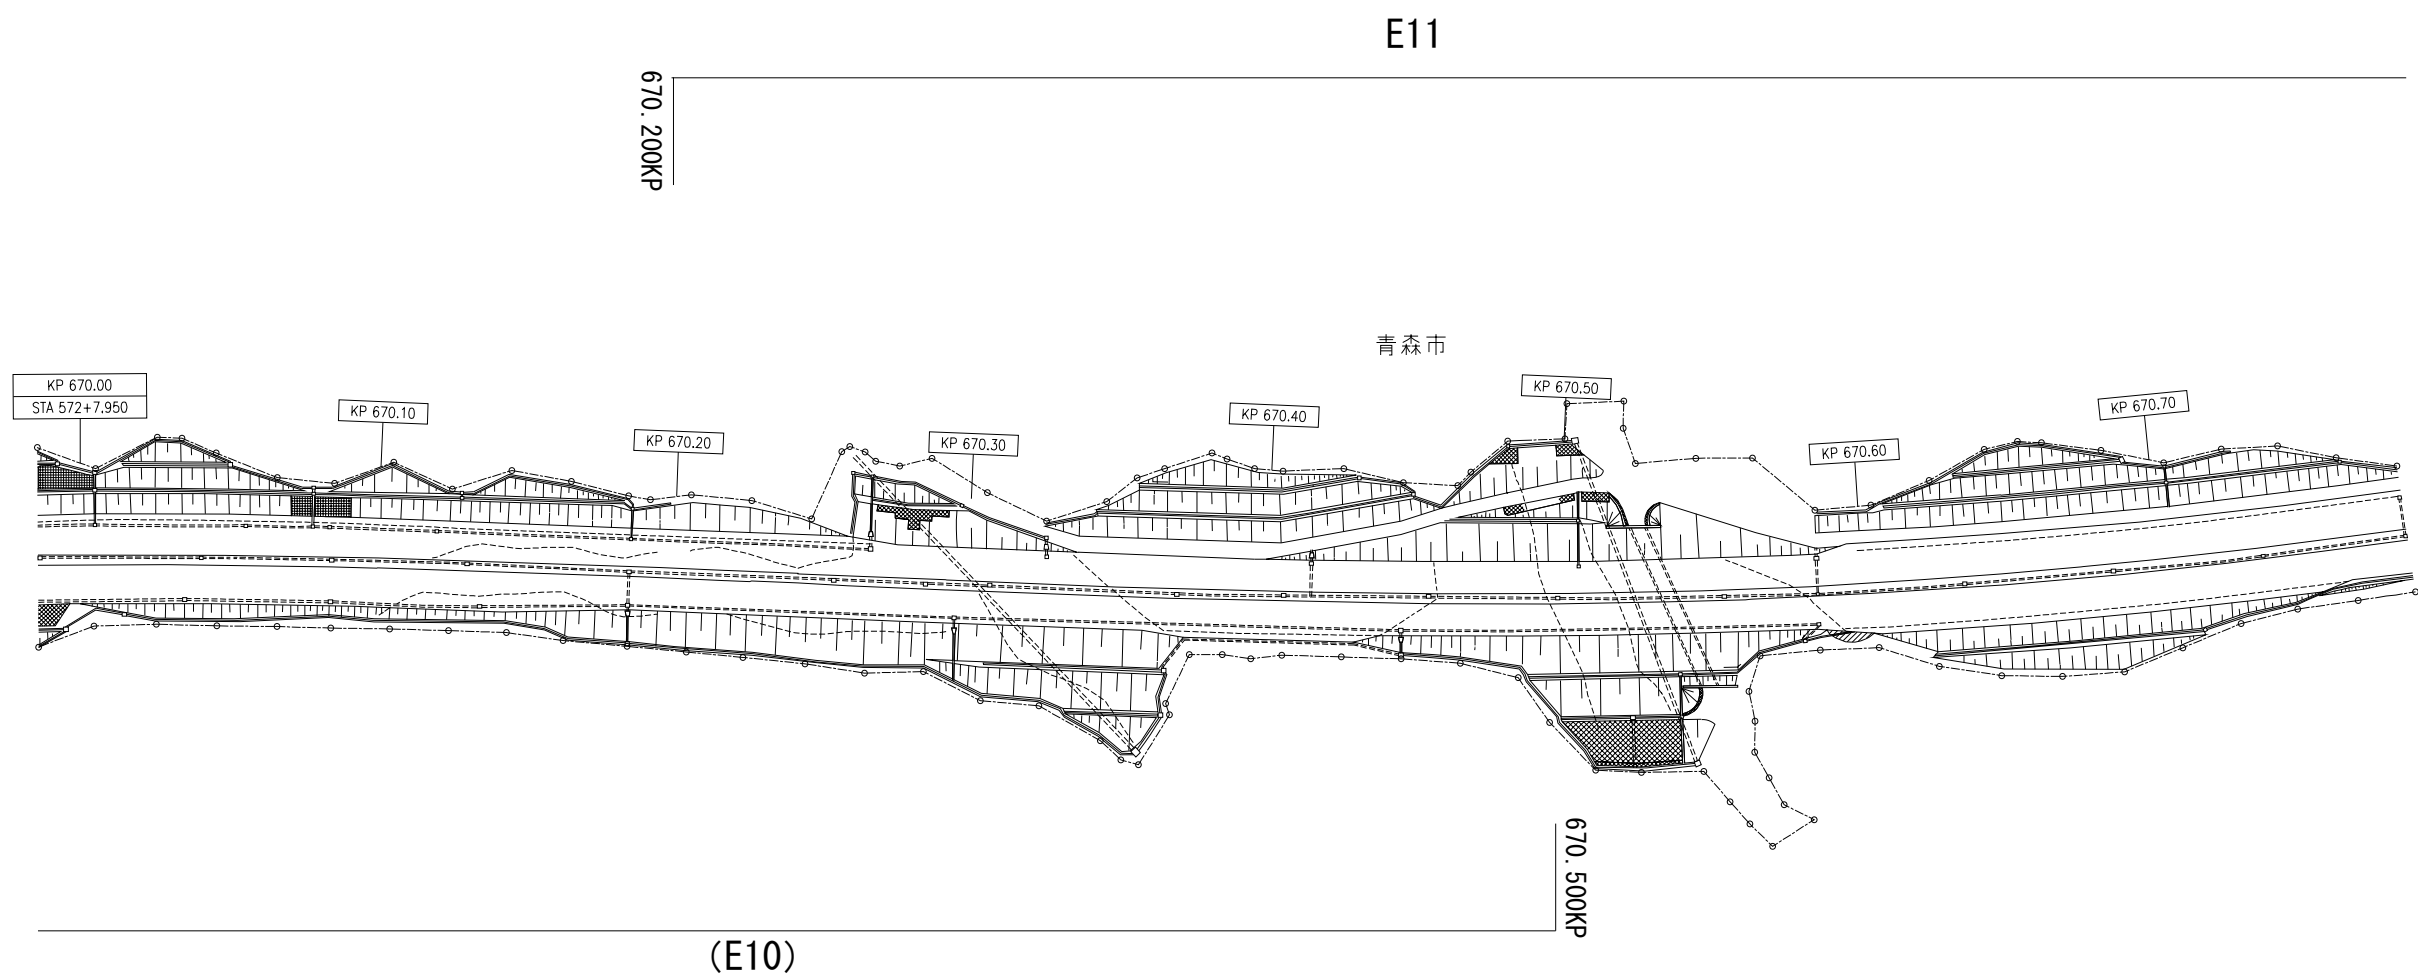 E11
670.200KP
青森市
KP 670.00
STA 572+7.950
KP 670.10
KP 670.20
KP 670.30
KP 670.40
KP 670.50
KP 670.60
KP 670.70
670.500KP
(E10)